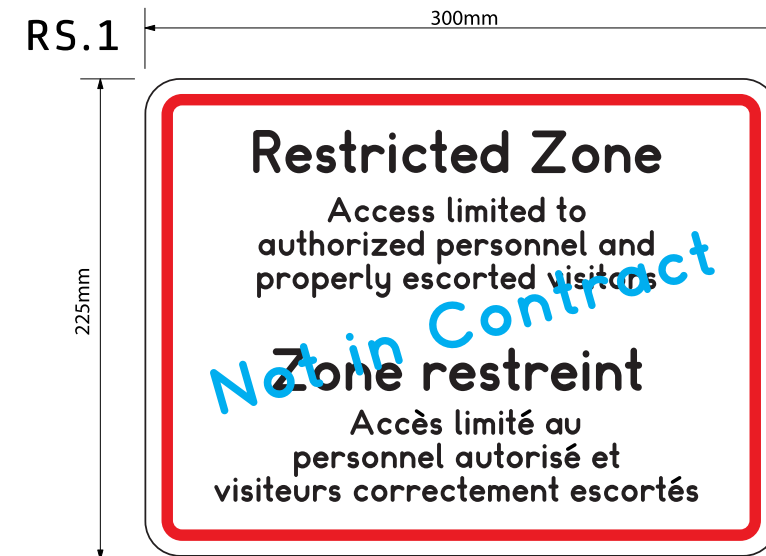 300mm
RS.1
Restricted Zone
Access limited to
authorized personnel and
properly escorted visitors
225mm
Not in Contract
Zone restreint
Accès limité au
personnel autorisé et
visiteurs correctement escortés